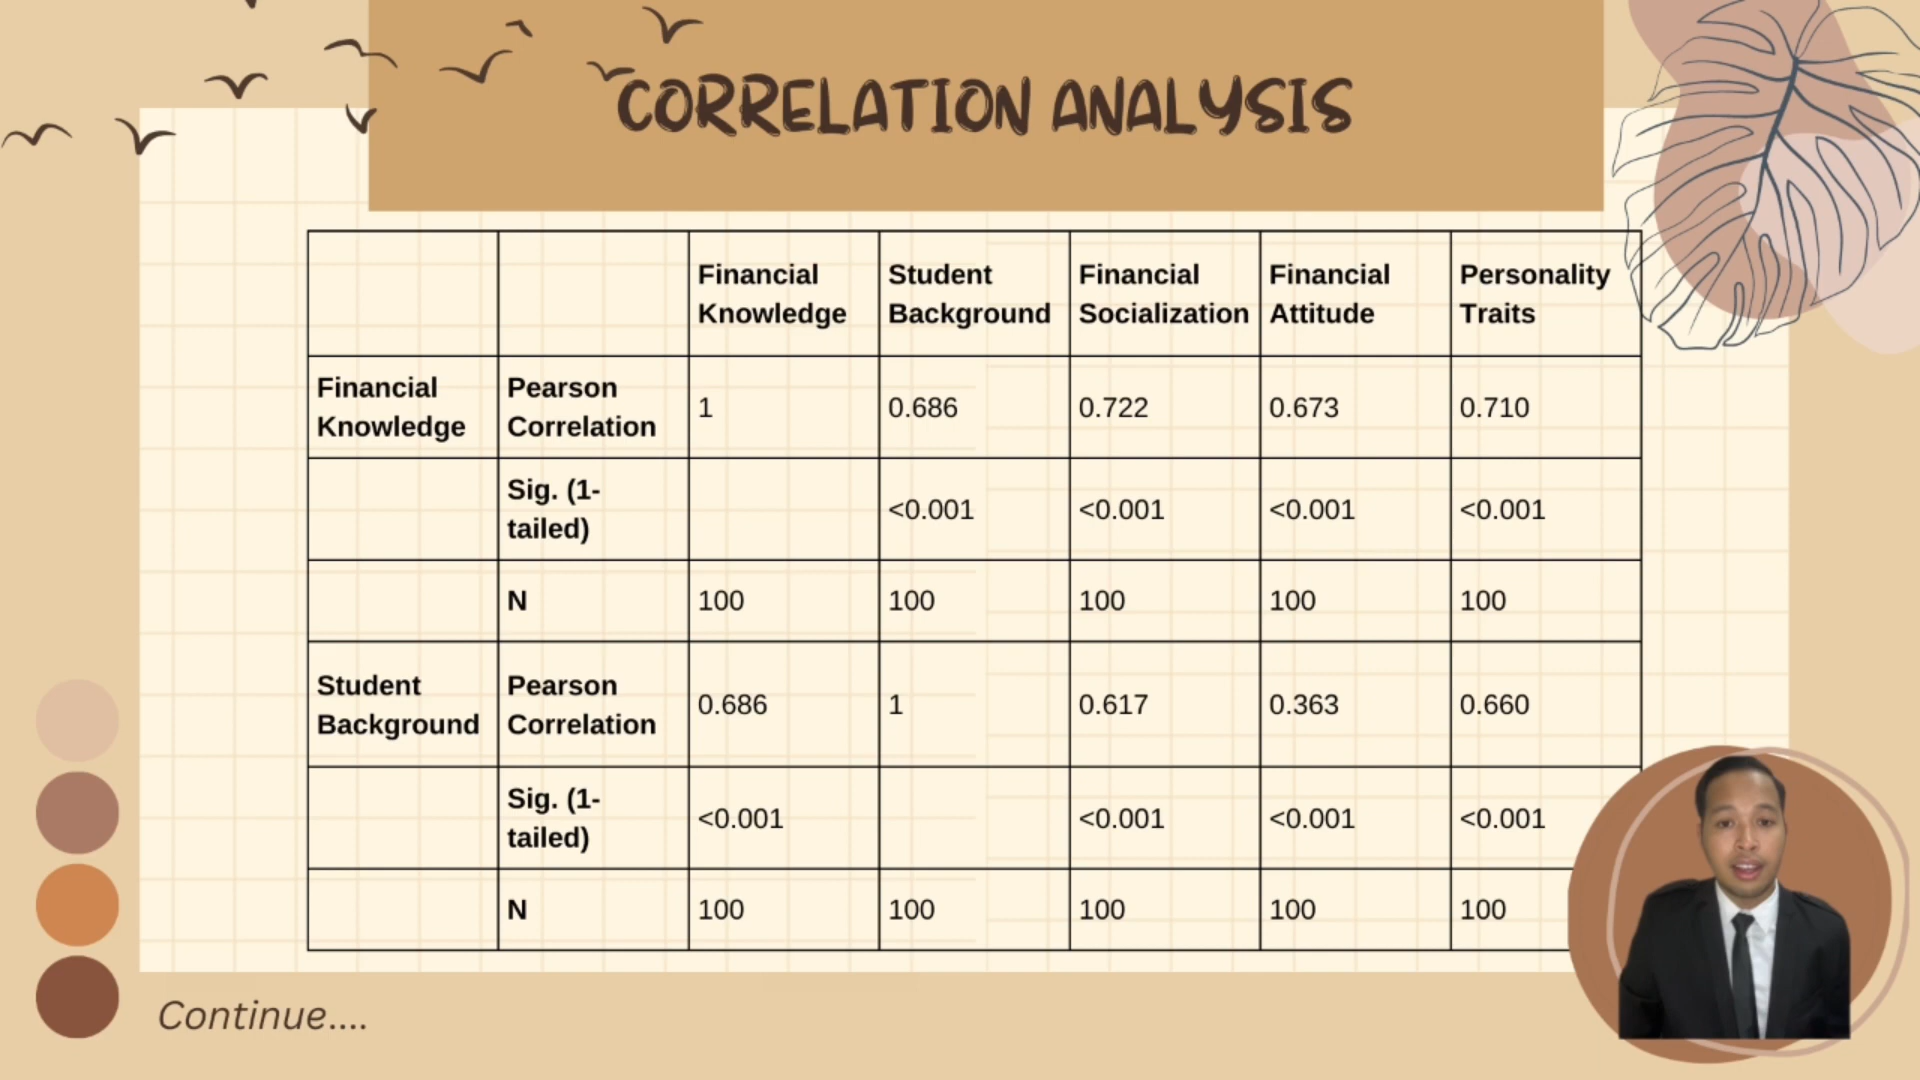 CORRELATION ANALYSIS
Financial Knowledge Student Background Financial Socialization Financial Attitude Personality Traits
Financial Knowledge Pearson Correlation 1 0.686 0.722 0.673 0.710
Sig. (1-tailed) <0.001 <0.001 <0.001 <0.001
N 100 100 100 100 100
Student Background Pearson Correlation 0.686 1 0.617 0.363 0.660
Sig. (1-tailed) <0.001 <0.001 <0.001 <0.001
N 100 100 100 100 100
Continue....